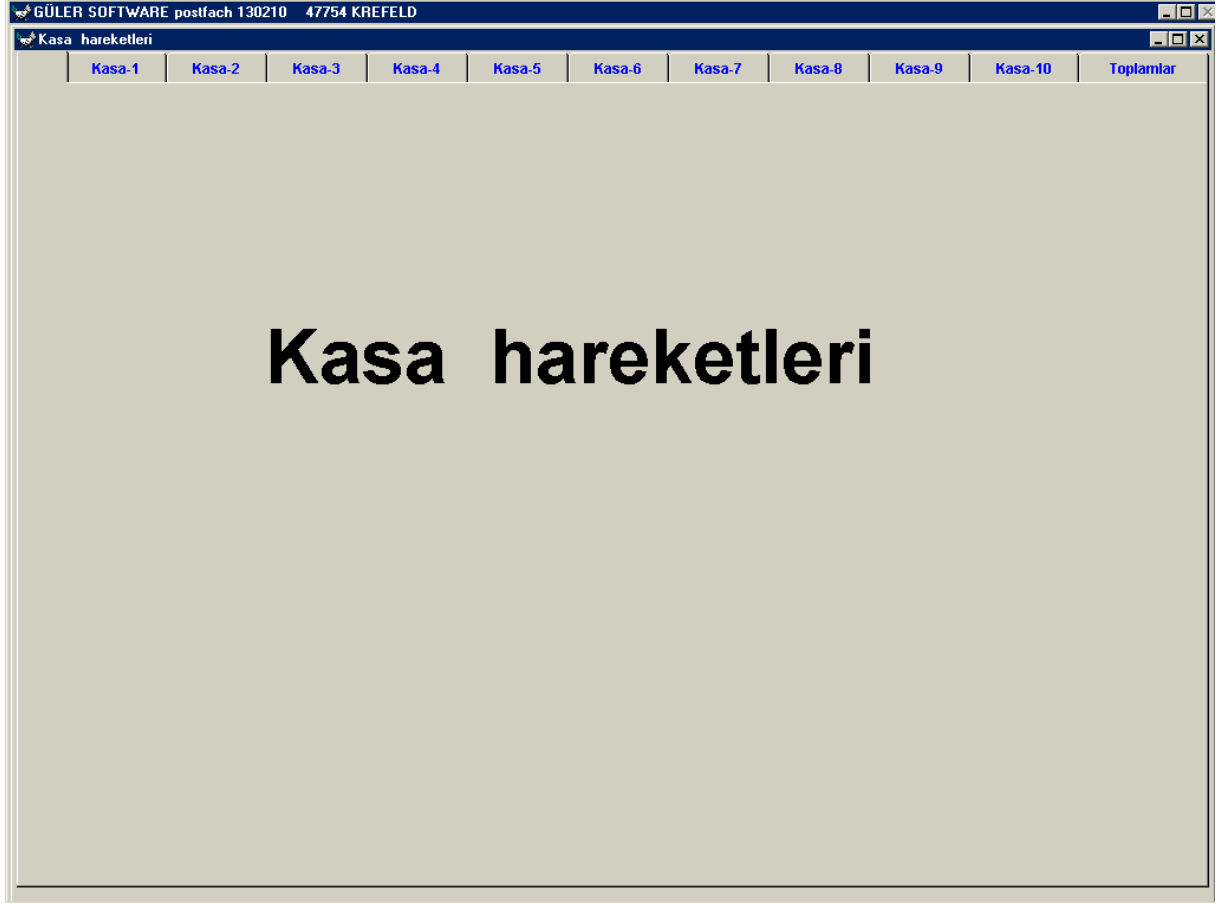 GÜLER SOFTWARE postfach 130210 47754 KREFELD
Kasa hareketleri
Kasa-1 Kasa-2 Kasa-3 Kasa-4 Kasa-5 Kasa-6 Kasa-7 Kasa-8 Kasa-9 Kasa-10 Toplamlar
Kasa hareketleri